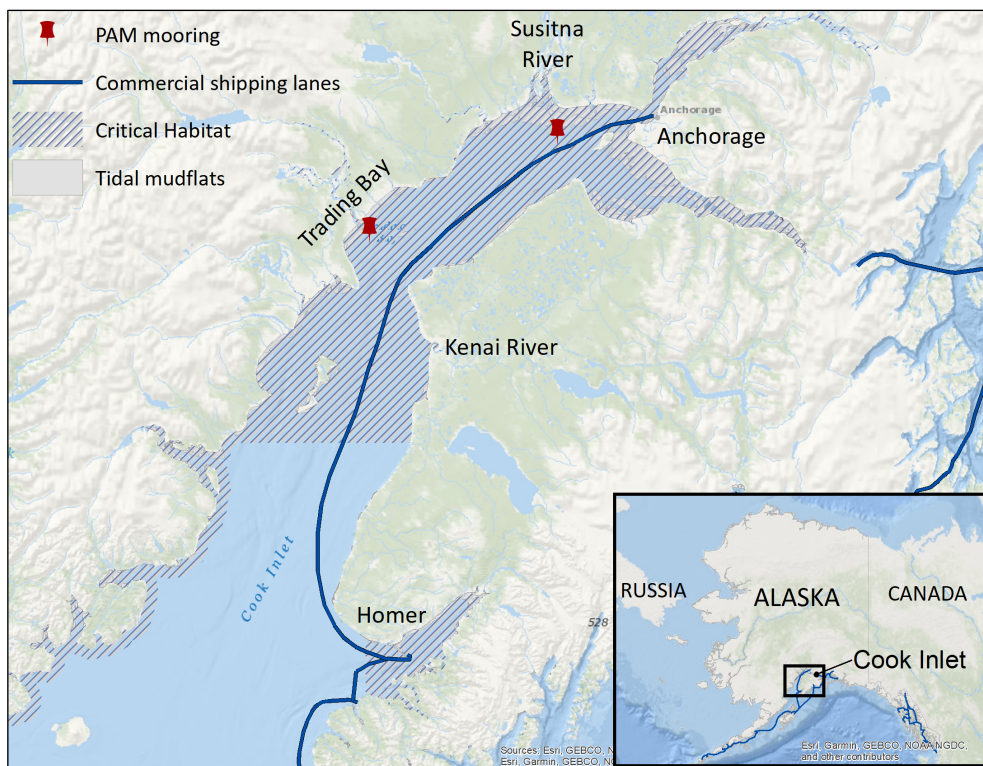 PAM mooring
Commercial shipping lanes
Critical Habitat
Tidal mudflats
Susitna
River
Anchorage
Anchorage
Trading Bay
Kenai River
Cook Inlet
Homer
528
RUSSIA
ALASKA
CANADA
Cook Inlet
Sources: Esri, GEBCO, N
Esri, Garmin, GEBCO, NO
Esri, Garmin, GEBCO, NOAA NGDC,
and other contributors